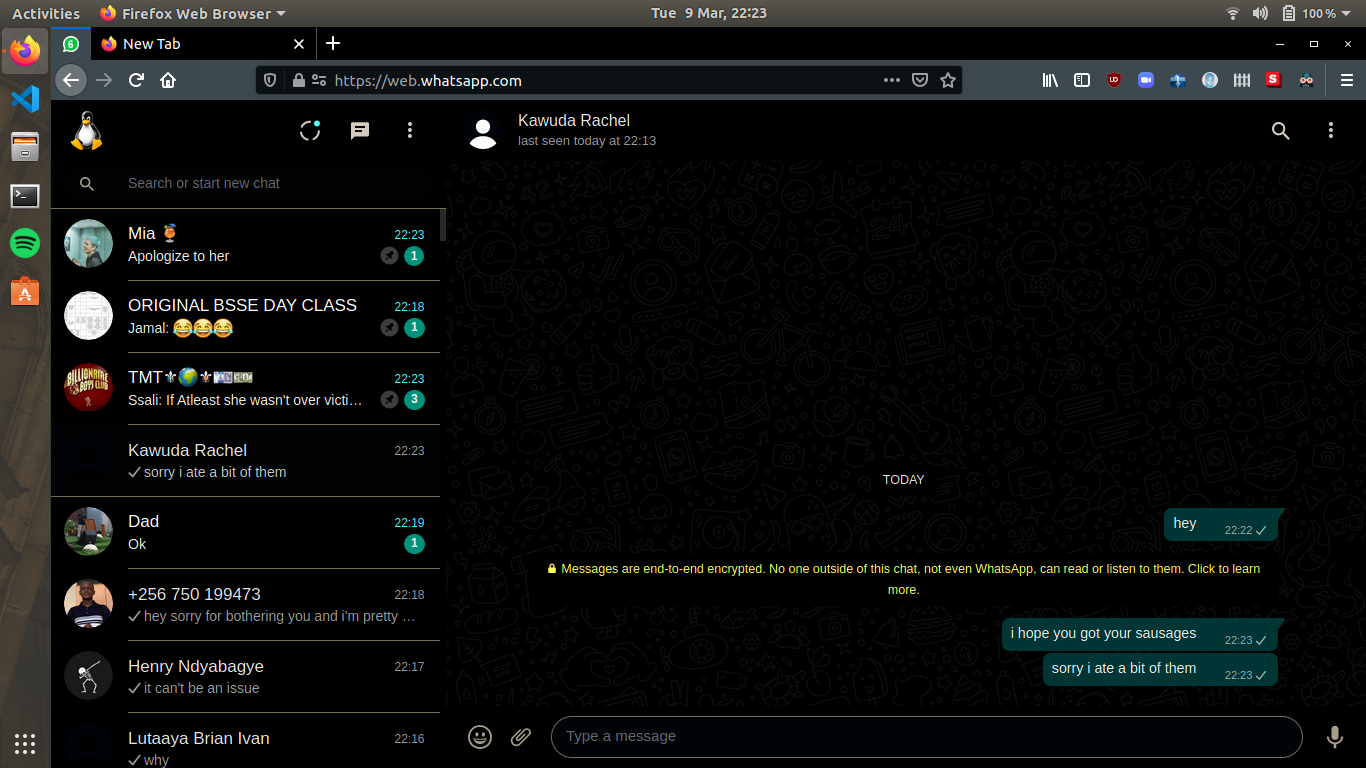 Activities
Firefox Web Browser
Tue 9 Mar, 22:23
100 %
6
New Tab
https://web.whatsapp.com
Kawuda Rachel
last seen today at 22:13
Search or start new chat
Mia
22:23
Apologize to her
1
ORIGINAL BSSE DAY CLASS
22:18
Jamal: 😂😂😂
1
TMT⚜🌍⚜💶💵
22:23
Ssali: If Atleast she wasn't over victi…
3
Kawuda Rachel
22:23
sorry i ate a bit of them
Dad
22:19
Ok
1
+256 750 199473
22:18
hey sorry for bothering you and i'm pretty …
Henry Ndyabagye
22:17
it can't be an issue
Lutaaya Brian Ivan
22:16
why
TODAY
hey
22:22
Messages are end-to-end encrypted. No one outside of this chat, not even WhatsApp, can read or listen to them. Click to learn
more.
i hope you got your sausages
22:23
sorry i ate a bit of them
22:23
Type a message